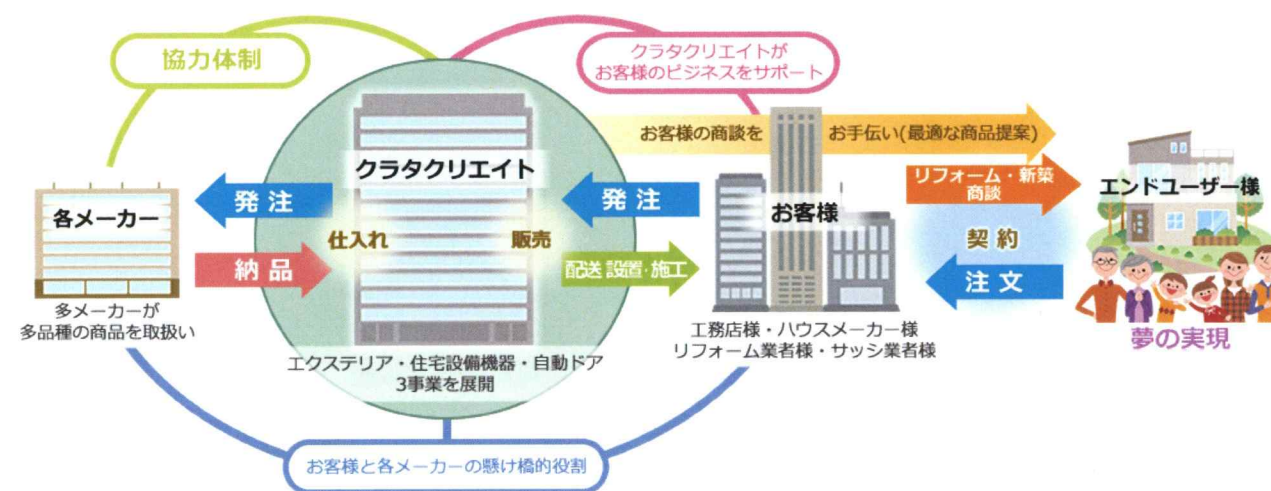 協力体制
クラタクリエイトが
お客様のビジネスをサポート
お客様の商談を
お手伝い(最適な商品提案)
クラタクリエイト
各メーカー
発注
発注
お客様
リフォーム・新築
商談
エンドユーザー様
仕入れ
販売
契約
納品
配送 設置・施工
注文
多メーカーが
多品種の商品を取扱い
工務店様・ハウスメーカー様
リフォーム業者様・サッシ業者様
夢の実現
エクステリア・住宅設備機器・自動ドア
3事業を展開
お客様と各メーカーの懸け橋的役割